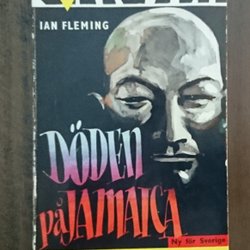 IAN FLEMING
DÖDEN
på JAMAICA
Ny för Sverige